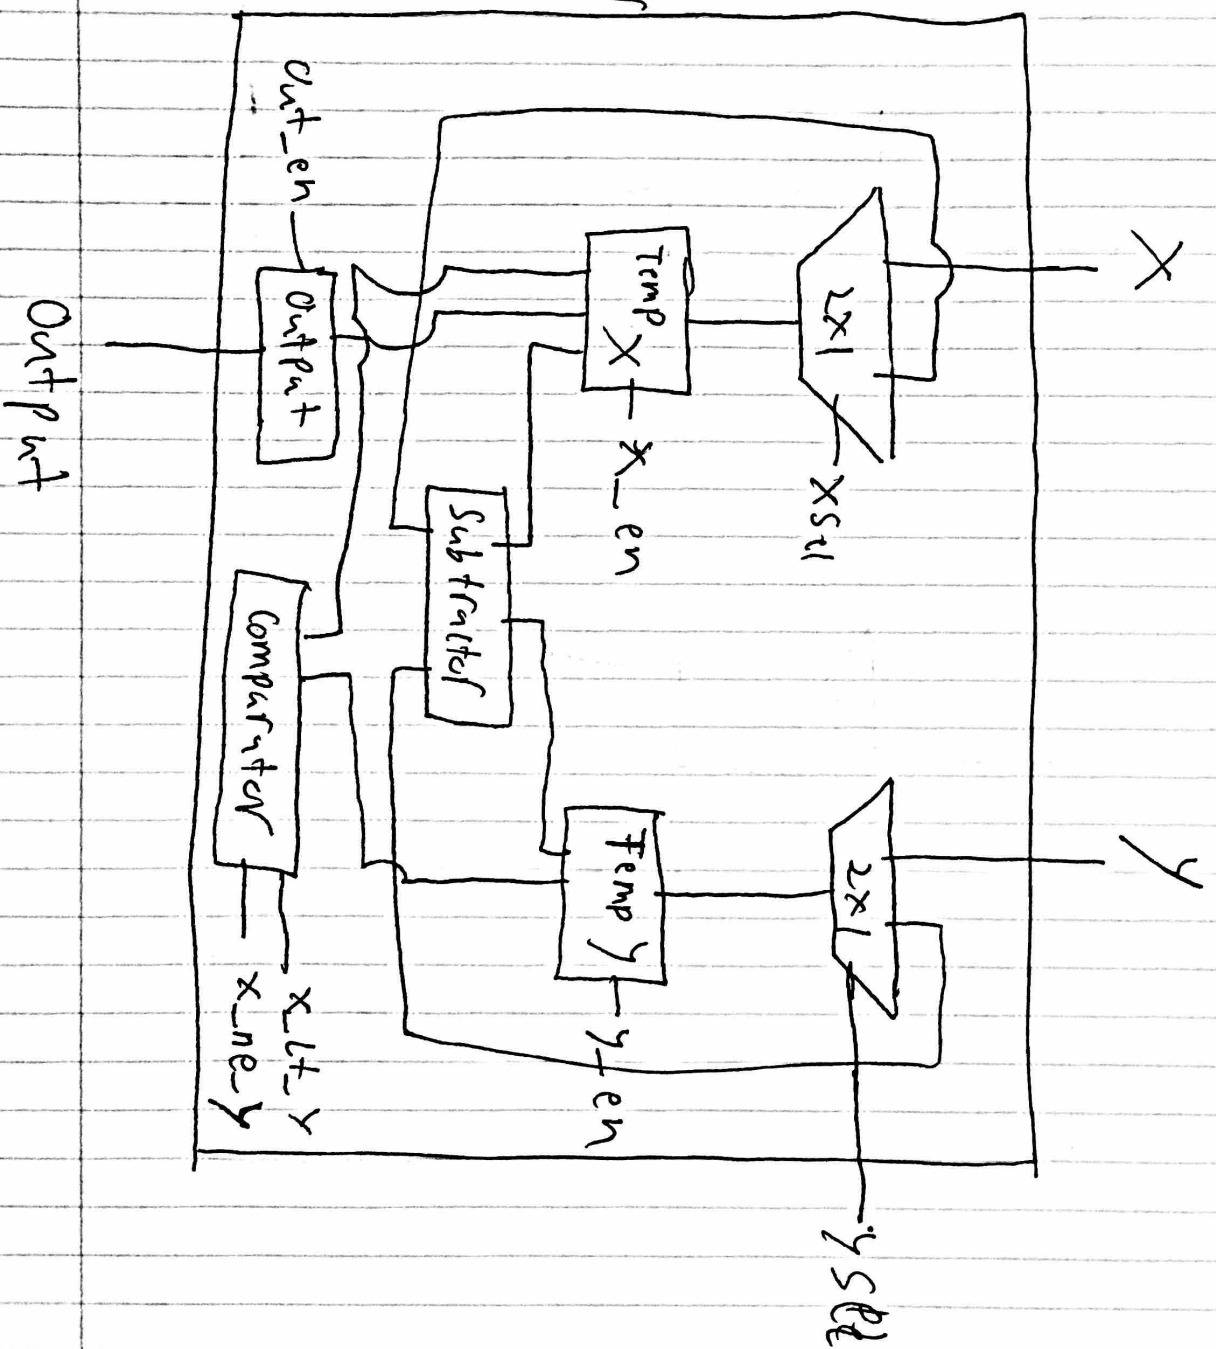 X
Y
2x1
xsel
2x1
ysel
Temp X
x_en
Temp Y
y_en
Subtractor
Output
out_en
Comparator
x_lt_y
x_ne_y
Output